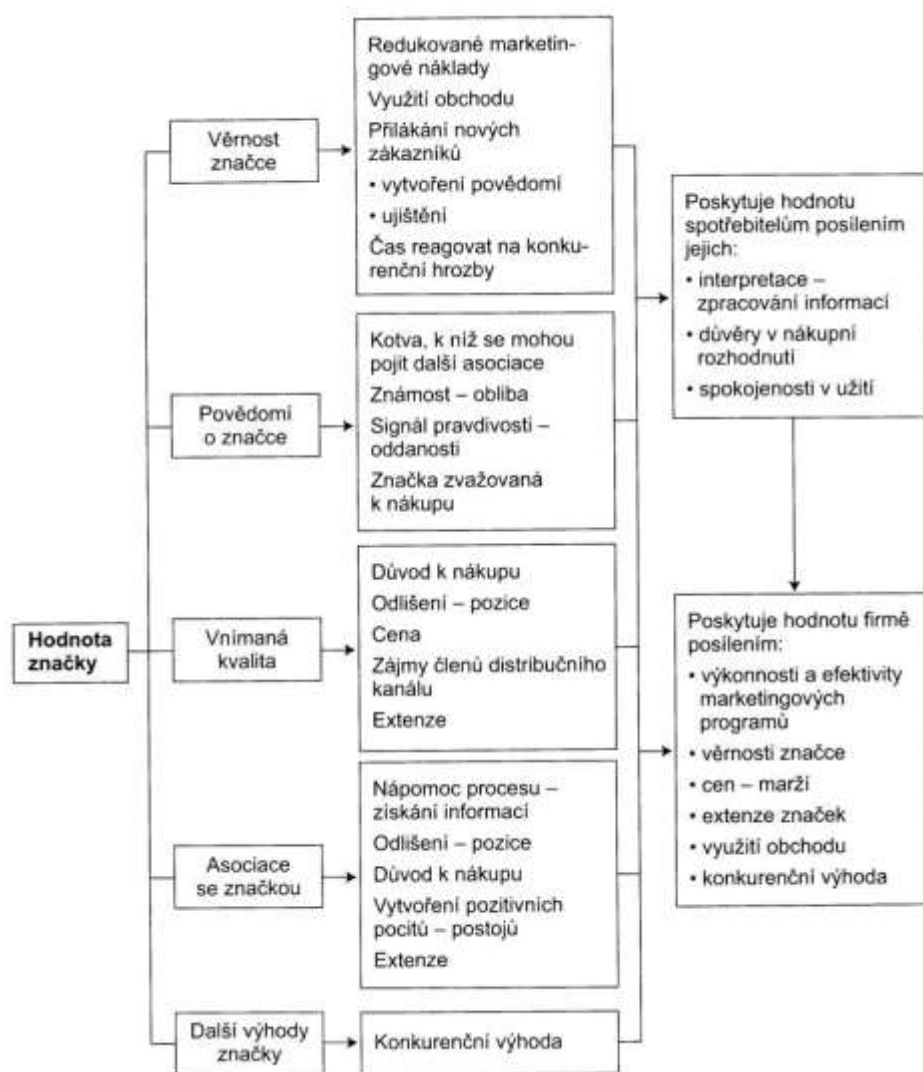 Redukované marketin-
gové náklady
Využití obchodu
Přilákání nových
zákazníků
• vytvoření povědomí
• ujištění
Čas reagovat na konku-
renční hrozby
Věrnost
značce
Poskytuje hodnotu
spotřebitelům posílením
jejich:
• interpretace –
zpracování informací
• důvěry v nákupní
rozhodnutí
• spokojenosti v užití
Kotva, k níž se mohou
pojit další asociace
Známost – obliba
Signál pravdivosti –
oddanosti
Značka zvažovaná
k nákupu
Povědomí
o značce
Důvod k nákupu
Odlišení – pozice
Cena
Zájmy členů distribučního
kanálu
Extenze
Hodnota
značky
Vnímaná
kvalita
Poskytuje hodnotu firmě
posílením:
• výkonnosti a efektivity
marketingových
programů
• věrnosti značce
• cen – marží
• extenze značek
• využití obchodu
• konkurenční výhoda
Nápomoc procesu –
získání informací
Odlišení – pozice
Důvod k nákupu
Vytvoření pozitivních
pocitů – postojů
Extenze
Asociace
se značkou
Další výhody
značky
Konkurenční výhoda